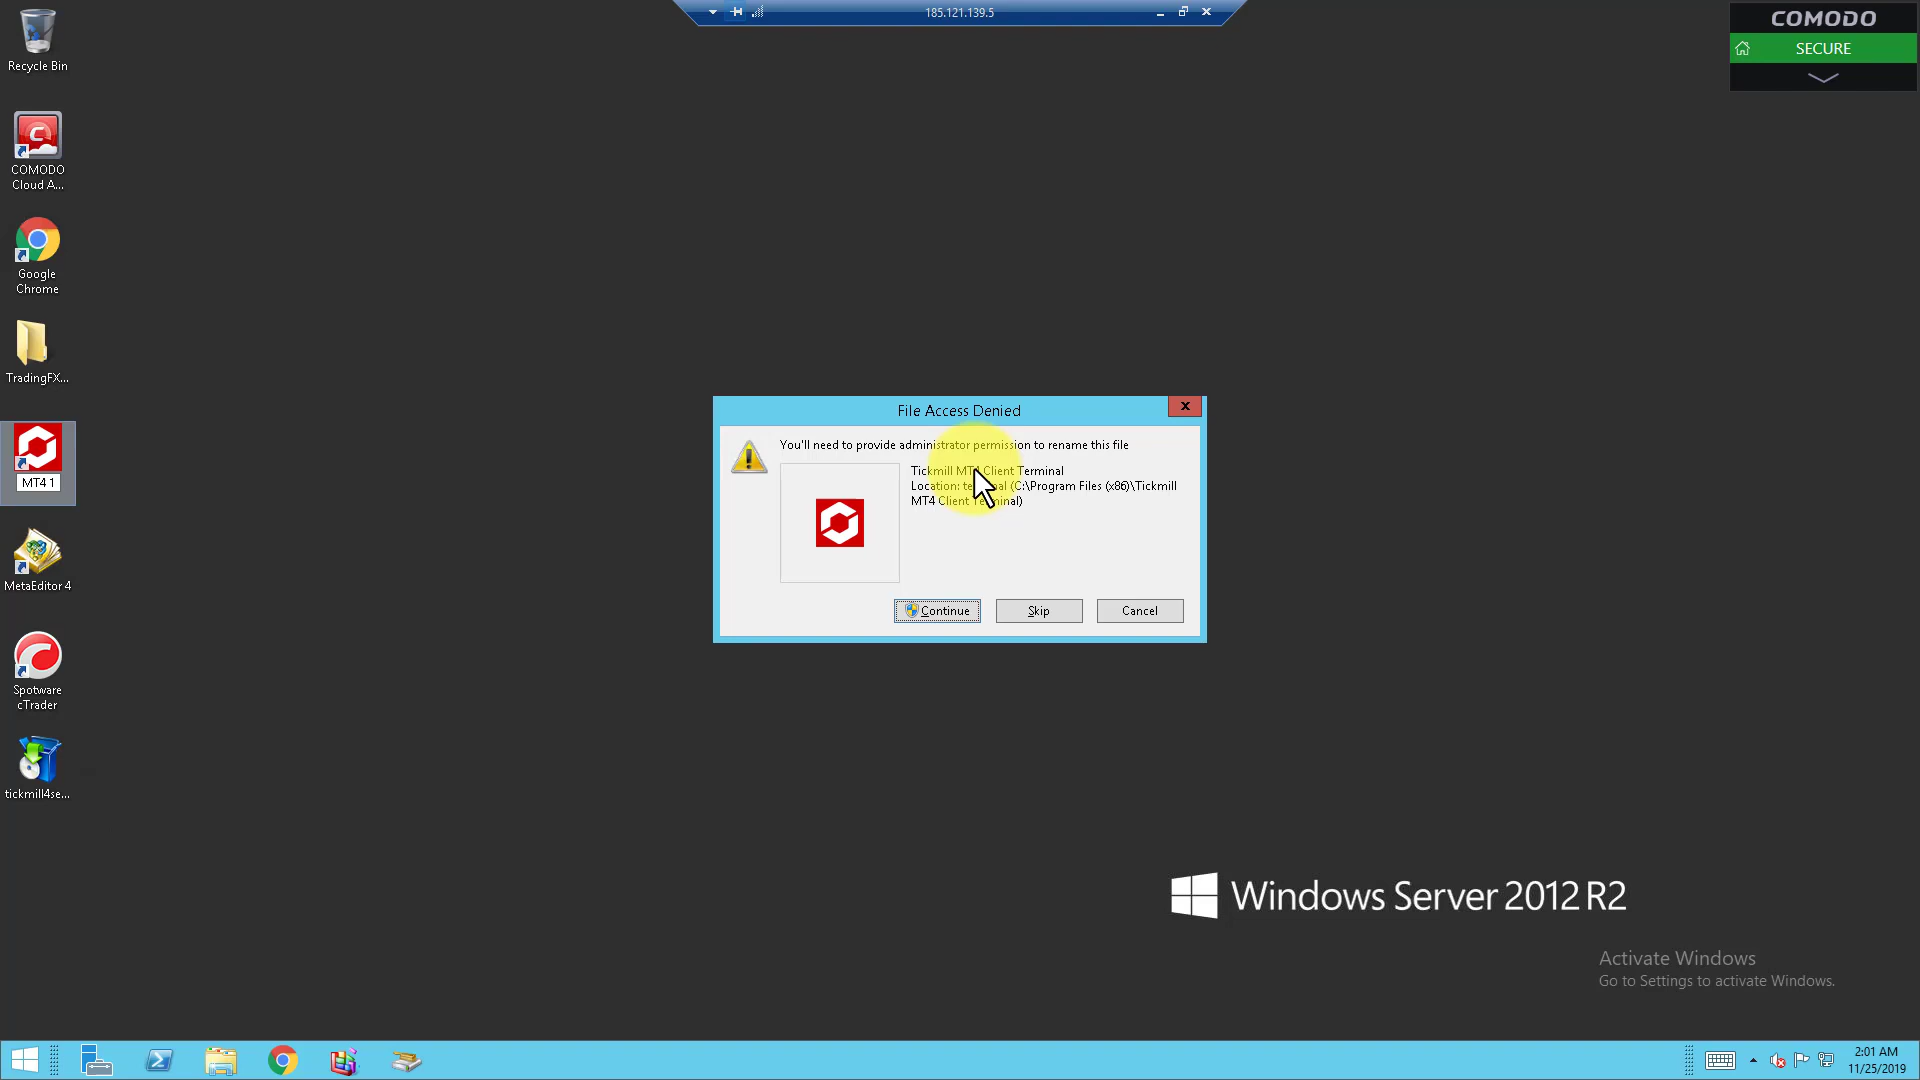 185.121.139.5
COMODO
SECURE
Recycle Bin
COMODO
Cloud A...
Google
Chrome
TradingFX...
MT4 1
MetaEditor 4
Spotware
cTrader
tickmill4se...
File Access Denied
x
You'll need to provide administrator permission to rename this file
Tickmill MT4 Client Terminal
Location: terminal (C:\Program Files (x86)\Tickmill
MT4 Client Terminal)
Continue
Skip
Cancel
Windows Server 2012 R2
Activate Windows
Go to Settings to activate Windows.
2:01 AM
11/25/2019